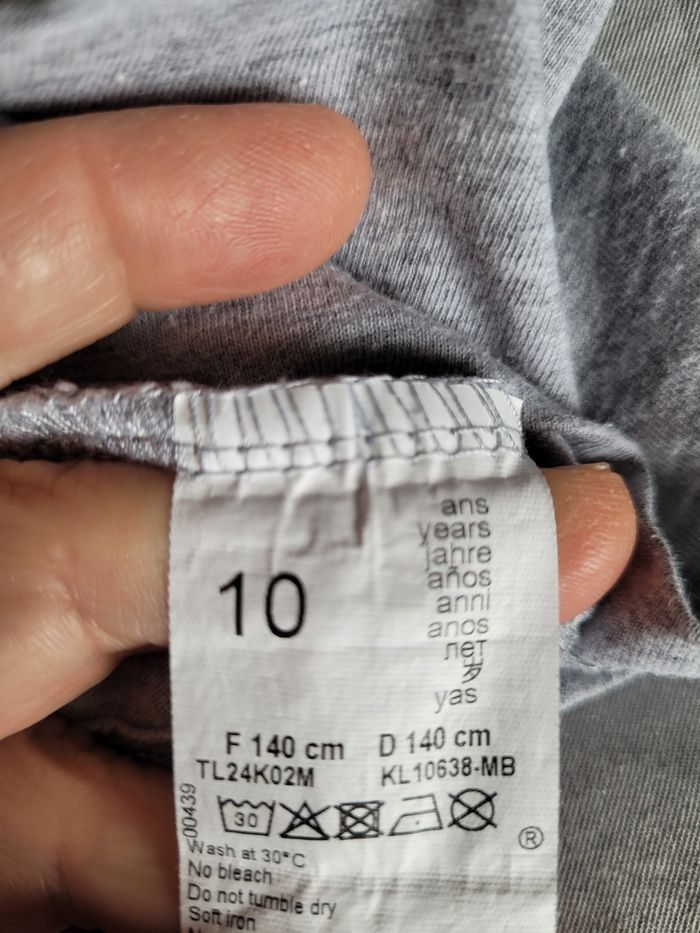 10
ans
years
jahre
años
anni
anos
лет
岁
yas
F 140 cm D 140 cm
TL24K02M KL10638-MB
00439
30
®
Wash at 30°C
No bleach
Do not tumble dry
Soft iron